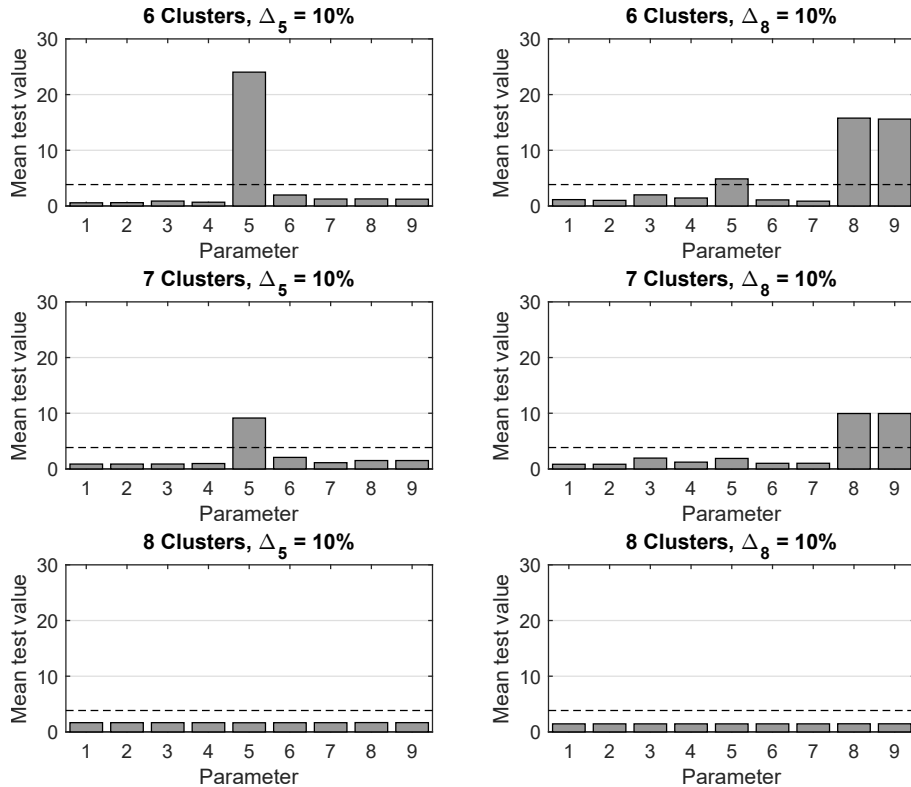 6 Clusters, Δ5 = 10%
30
20
10
0
Mean test value
1 2 3 4 5 6 7 8 9
Parameter
6 Clusters, Δ8 = 10%
30
20
10
0
Mean test value
1 2 3 4 5 6 7 8 9
Parameter
7 Clusters, Δ5 = 10%
30
20
10
0
Mean test value
1 2 3 4 5 6 7 8 9
Parameter
7 Clusters, Δ8 = 10%
30
20
10
0
Mean test value
1 2 3 4 5 6 7 8 9
Parameter
8 Clusters, Δ5 = 10%
30
20
10
0
Mean test value
1 2 3 4 5 6 7 8 9
Parameter
8 Clusters, Δ8 = 10%
30
20
10
0
Mean test value
1 2 3 4 5 6 7 8 9
Parameter